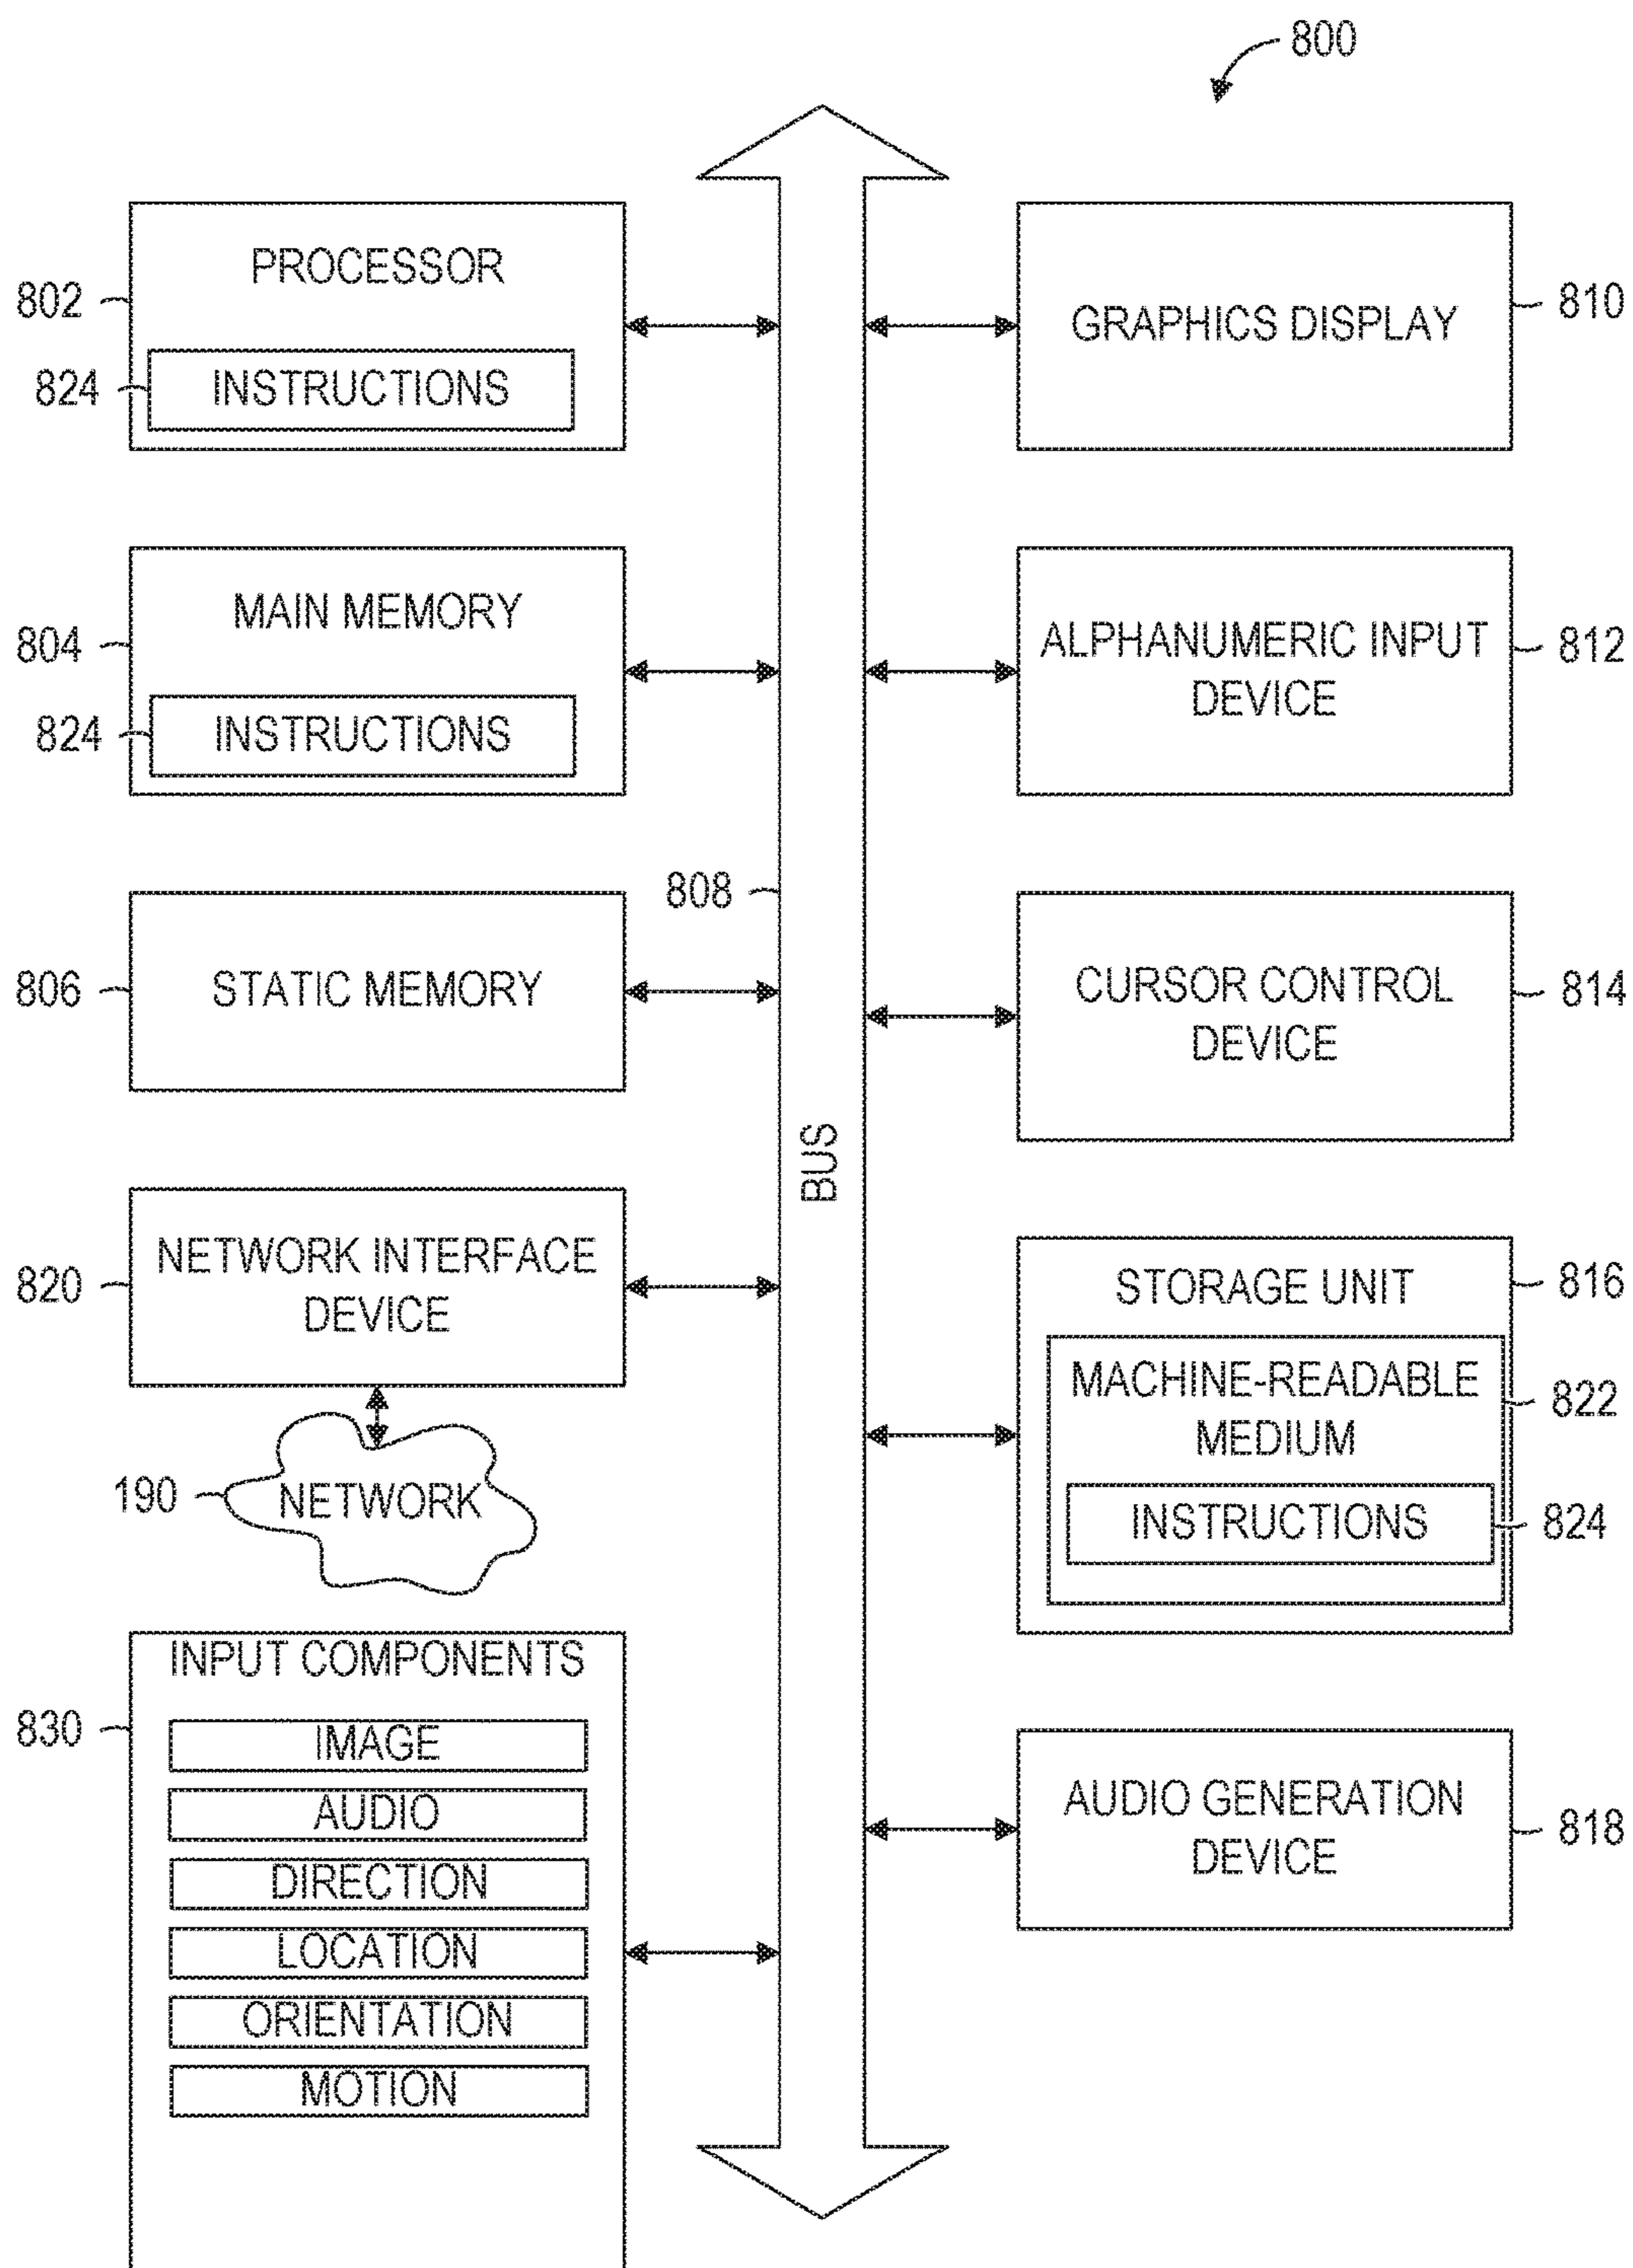 800
PROCESSOR
802
824
INSTRUCTIONS
MAIN MEMORY
804
824
INSTRUCTIONS
STATIC MEMORY
806
NETWORK INTERFACE
DEVICE
820
190
NETWORK
INPUT COMPONENTS
830
IMAGE
AUDIO
DIRECTION
LOCATION
ORIENTATION
MOTION
808
BUS
GRAPHICS DISPLAY
810
ALPHANUMERIC INPUT
DEVICE
812
CURSOR CONTROL
DEVICE
814
STORAGE UNIT
816
MACHINE-READABLE
MEDIUM
822
INSTRUCTIONS
824
AUDIO GENERATION
DEVICE
818